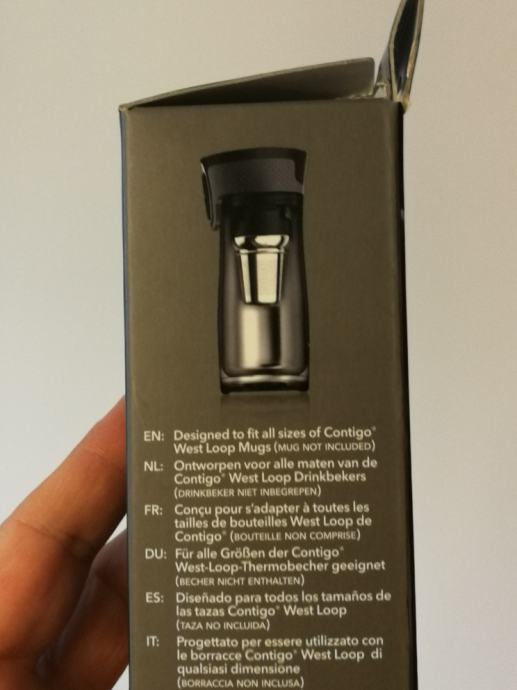 EN: Designed to fit all sizes of Contigo®
West Loop Mugs (MUG NOT INCLUDED)
NL: Ontworpen voor alle maten van de
Contigo® West Loop Drinkbekers
(DRINKBEKER NIET INBEGREPEN)
FR: Conçu pour s'adapter à toutes les
tailles de bouteilles West Loop de
Contigo® (BOUTEILLE NON COMPRISE)
DU: Für alle Größen der Contigo®
West-Loop-Thermobecher geeignet
(BECHER NICHT ENTHALTEN)
ES: Diseñado para todos los tamaños de
las tazas Contigo® West Loop
(TAZA NO INCLUIDA)
IT: Progettato per essere utilizzato con
le borracce Contigo® West Loop di
qualsiasi dimensione
(BORRACCIA NON INCLUSA)